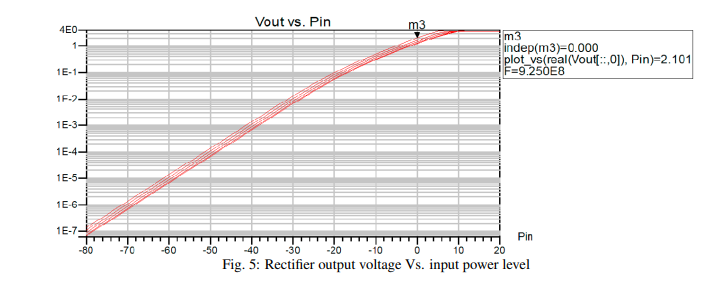 Vout vs. Pin
m3
4E0
1
1E-1
1E-2
1E-3
1E-4
1E-5
1E-6
1E-7
-80 -70 -60 -50 -40 -30 -20 -10 0 10 20
Pin
m3
indep(m3)=0.000
plot_vs(real(Vout[::,0]), Pin)=2.101
F=9.250E8
Fig. 5: Rectifier output voltage Vs. input power level